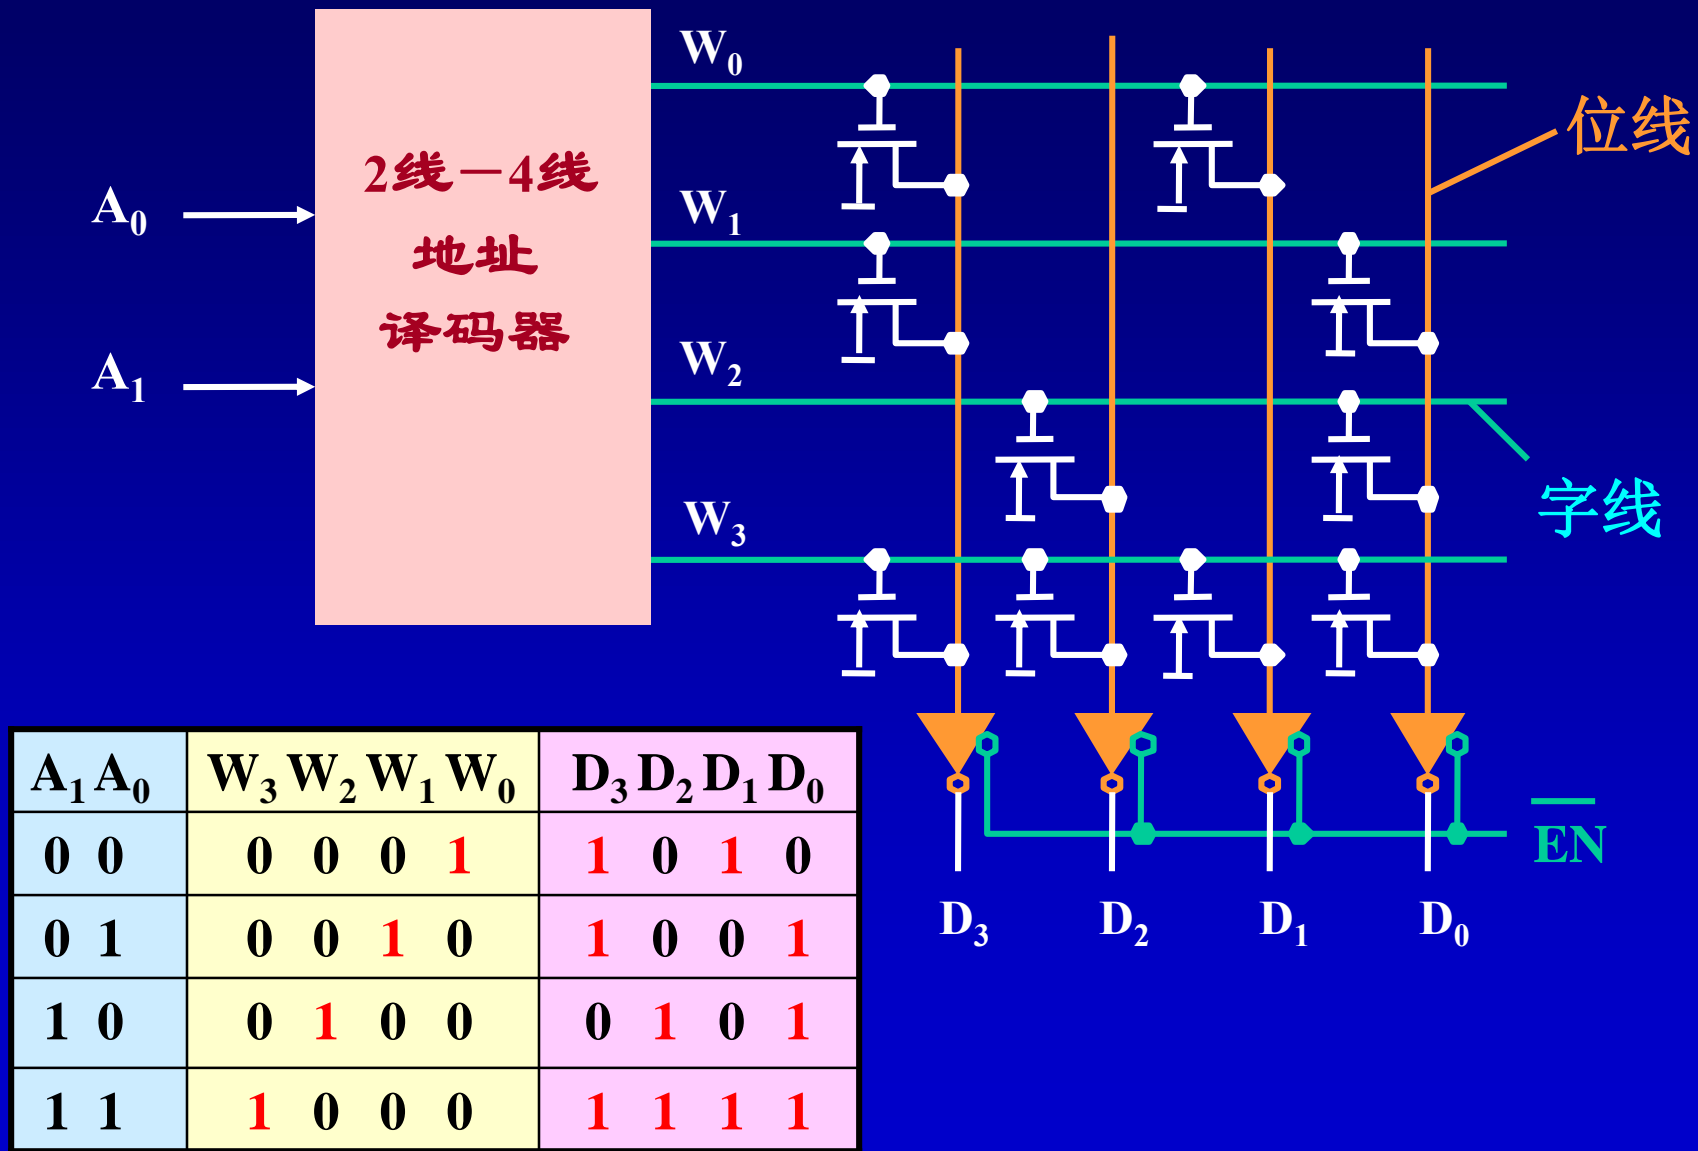 W₀
位线
2线－4线
A₀
W₁
地址
译码器
A₁
W₂
字线
W₃
EN̅
D₃ D₂ D₁ D₀
A₁ A₀ W₃ W₂ W₁ W₀ D₃ D₂ D₁ D₀
0 0 0 0 0 1 1 0 1 0
0 1 0 0 1 0 1 0 0 1
1 0 0 1 0 0 0 1 0 1
1 1 1 0 0 0 1 1 1 1